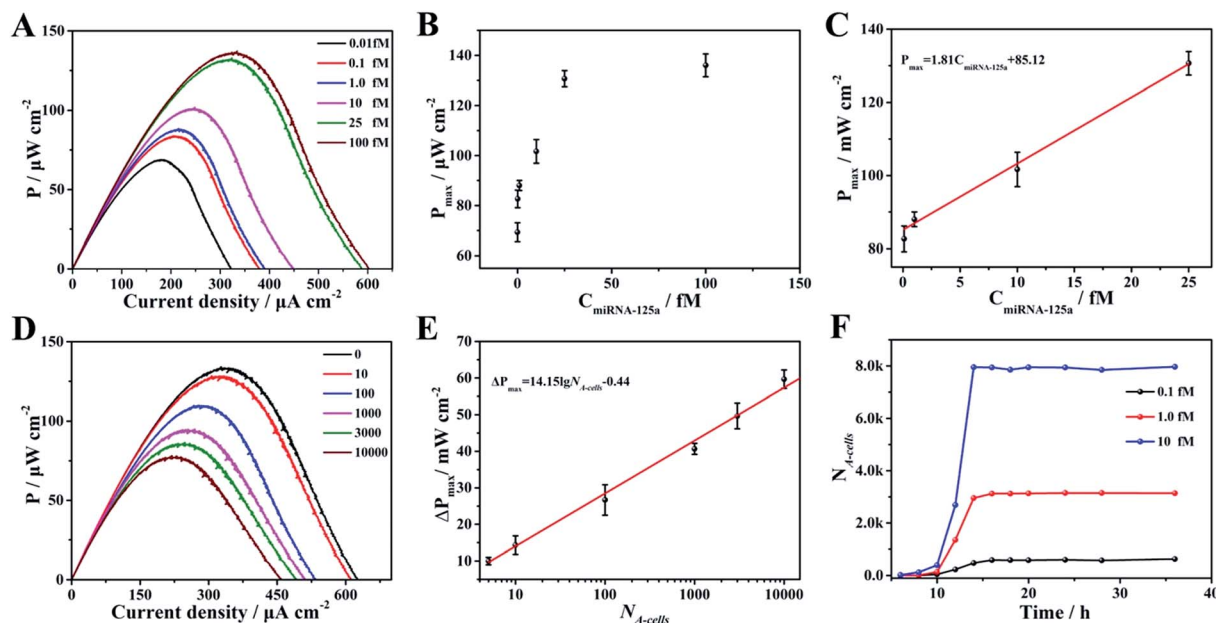 A
P / μW cm-2
150
100
50
0
0.01fM
0.1 fM
1.0 fM
10 fM
25 fM
100 fM
0 100 200 300 400 500 600
Current density / μA cm-2
B
Pmax / μW cm-2
140
120
100
80
60
0 50 100 150
CmiRNA-125a / fM
C
Pmax=1.81CmiRNA-125a+85.12
Pmax / mW cm-2
140
120
100
80
0 5 10 15 20 25
CmiRNA-125a / fM
D
P / μW cm-2
150
100
50
0
0
10
100
1000
3000
10000
0 150 300 450 600
Current density / μA cm-2
E
ΔPmax=14.15lgNA-cells-0.44
ΔPmax/ mW cm-2
70
60
50
40
30
20
10
10 100 1000 10000
NA-cells
F
NA-cells
8.0k
6.0k
4.0k
2.0k
0.0
0.1 fM
1.0 fM
10 fM
10 20 30 40
Time / h